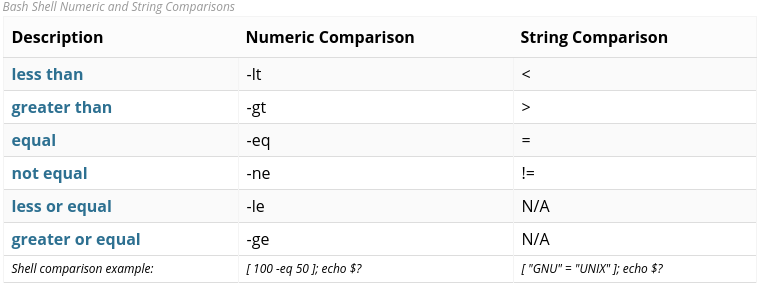 Bash Shell Numeric and String Comparisons
Description Numeric Comparison String Comparison
less than -lt <
greater than -gt >
equal -eq =
not equal -ne !=
less or equal -le N/A
greater or equal -ge N/A
Shell comparison example: [ 100 -eq 50 ]; echo $? [ "GNU" = "UNIX" ]; echo $?